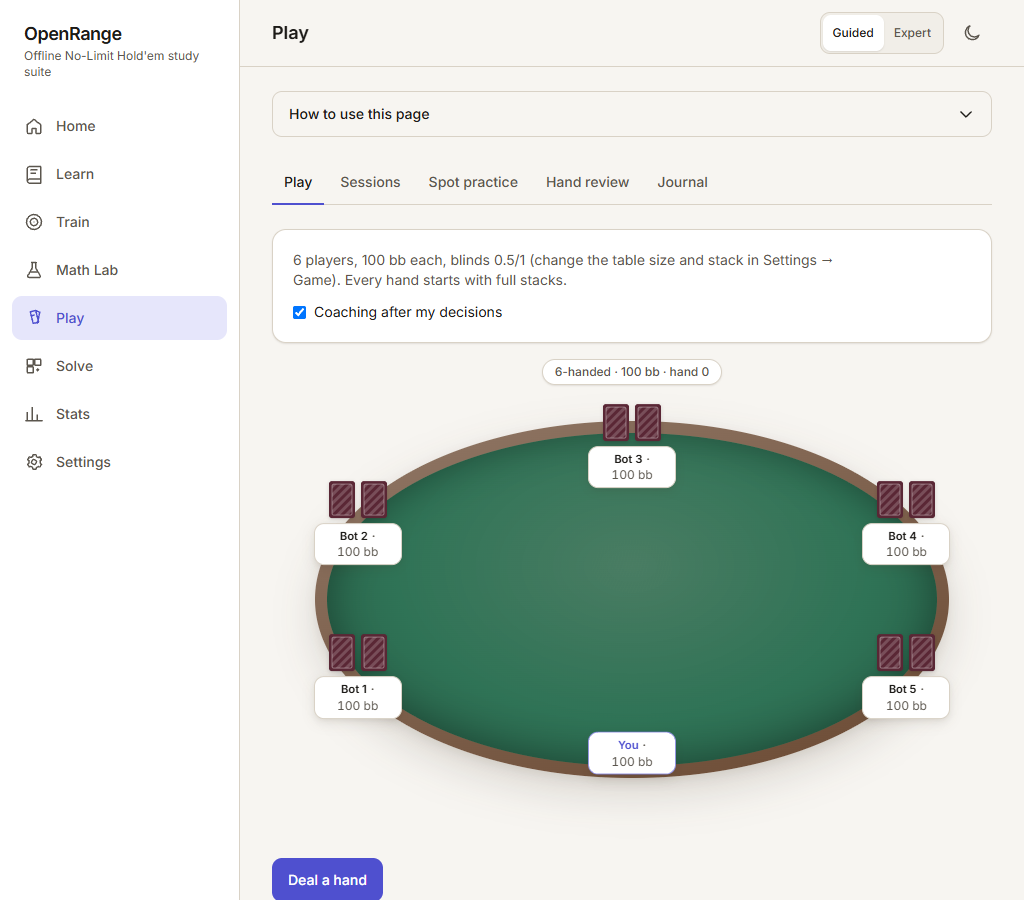 OpenRange
Offline No-Limit Hold'em study
suite
Home
Learn
Train
Math Lab
Play
Solve
Stats
Settings
Play
Guided
Expert
How to use this page
Play
Sessions
Spot practice
Hand review
Journal
6 players, 100 bb each, blinds 0.5/1 (change the table size and stack in Settings →
Game). Every hand starts with full stacks.
Coaching after my decisions
6-handed · 100 bb · hand 0
Bot 3 ·
100 bb
Bot 2 ·
100 bb
Bot 4 ·
100 bb
Bot 1 ·
100 bb
Bot 5 ·
100 bb
You ·
100 bb
Deal a hand